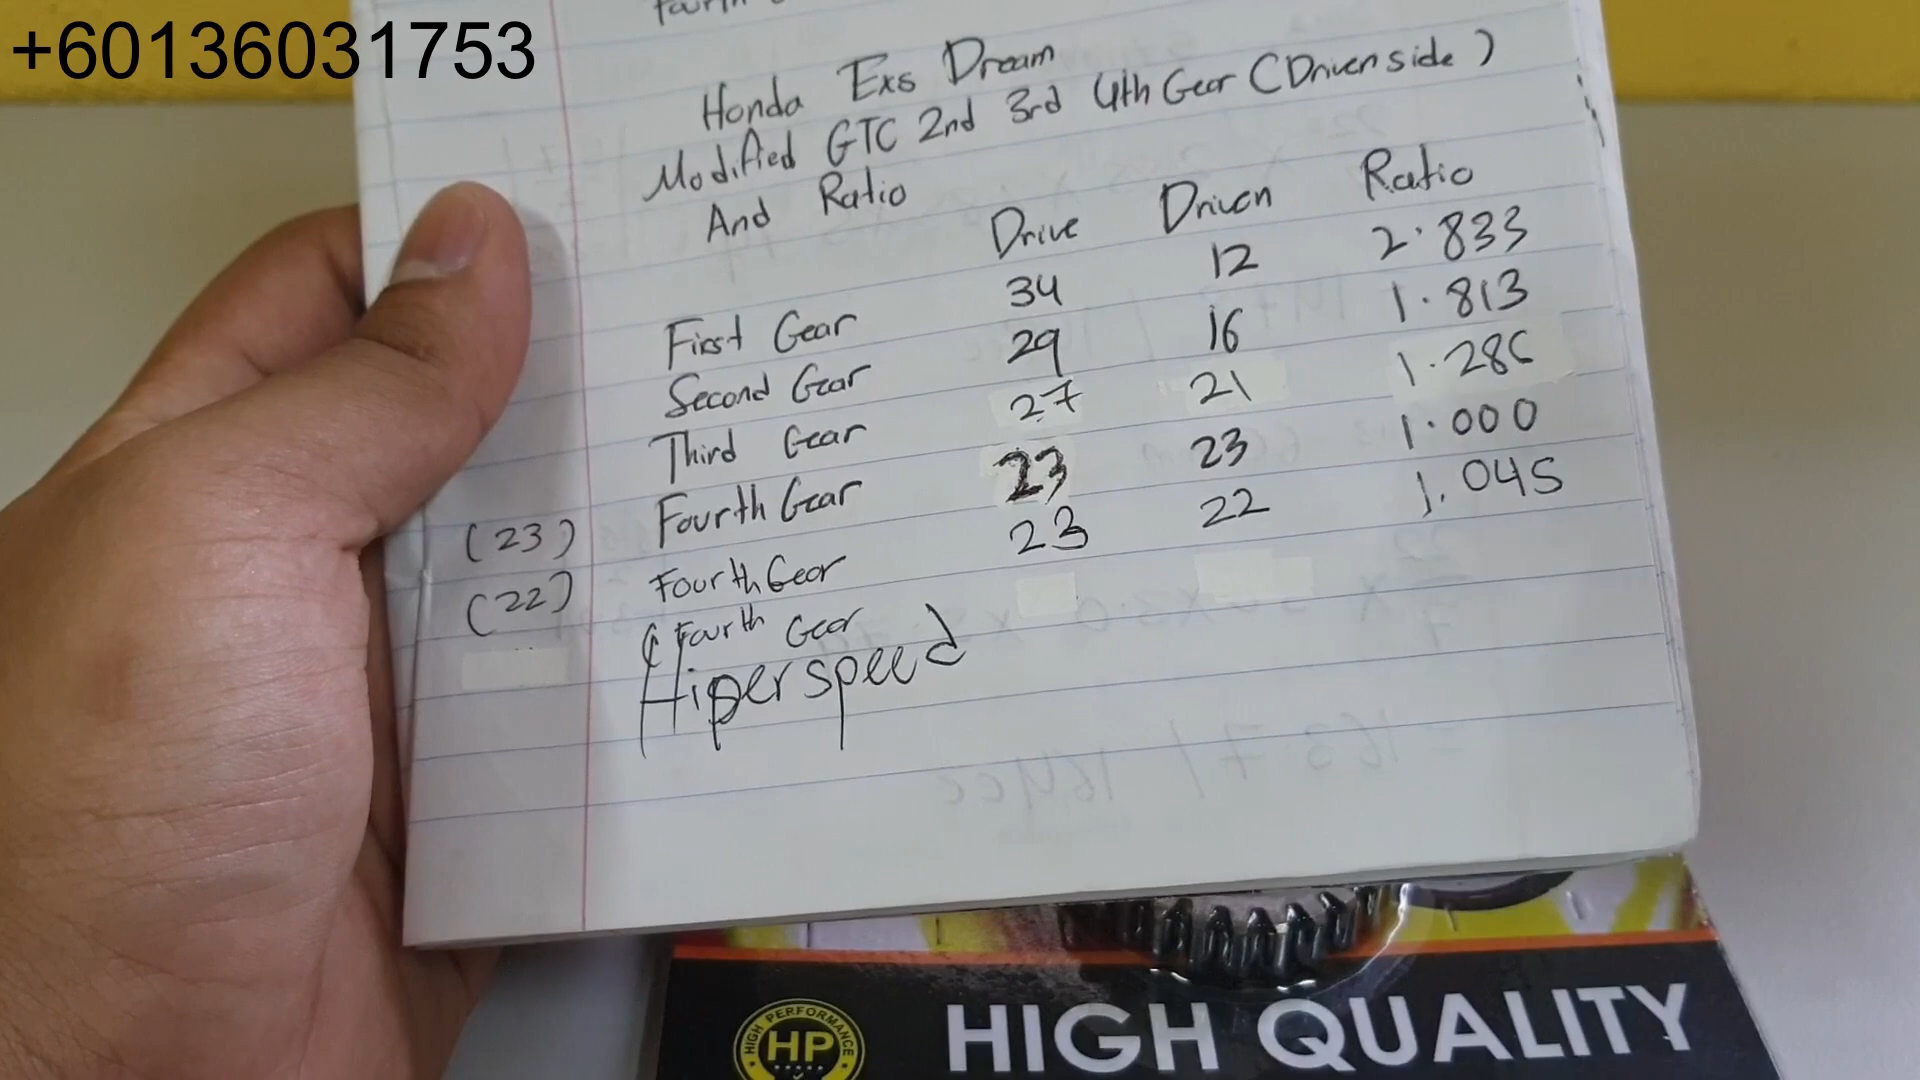 +60136031753
Honda Exs Dream
Modified GTC 2nd 3rd 4th Gear (Driven side)
And Ratio
Drive Driven Ratio
First Gear 34 12 2.833
Second Gear 29 16 1.813
Third Gear 27 21 1.286
(23) Fourth Gear 23 23 1.000
(22) Fourth Gear 23 22 1.045
( Fourth Gear
Hiperspeed
HIGH PERFORMANCE
HP
HIGH QUALITY